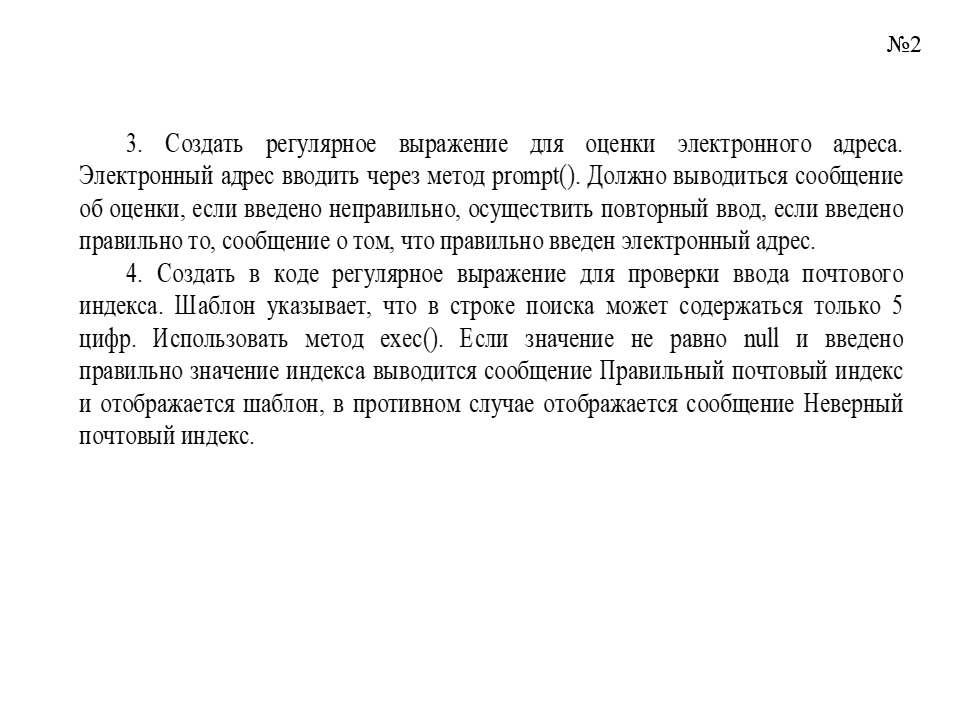 №2
3. Создать регулярное выражение для оценки электронного адреса.
Электронный адрес вводить через метод prompt(). Должно выводиться сообщение
об оценки, если введено неправильно, осуществить повторный ввод, если введено
правильно то, сообщение о том, что правильно введен электронный адрес.
4. Создать в коде регулярное выражение для проверки ввода почтового
индекса. Шаблон указывает, что в строке поиска может содержаться только 5
цифр. Использовать метод exec(). Если значение не равно null и введено
правильно значение индекса выводится сообщение Правильный почтовый индекс
и отображается шаблон, в противном случае отображается сообщение Неверный
почтовый индекс.